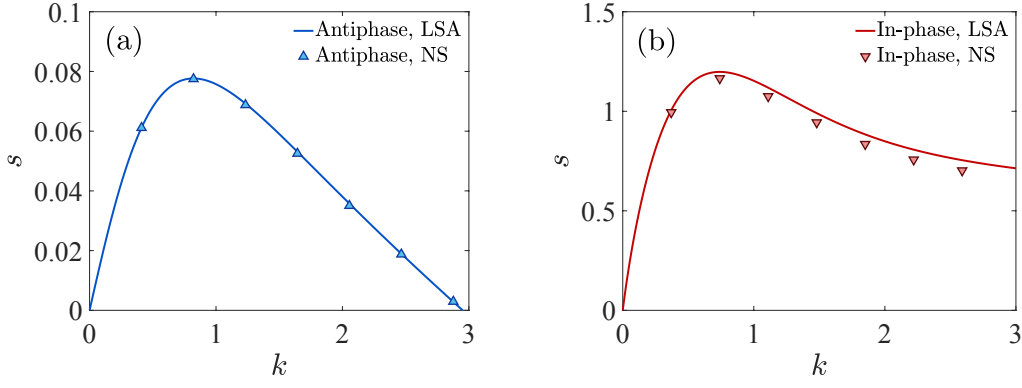 (a)
Antiphase, LSA
Antiphase, NS
0.1
0.08
0.06
0.04
0.02
0
s
0
1
2
3
k
(b)
In-phase, LSA
In-phase, NS
1.5
1
0.5
0
s
0
1
2
3
k